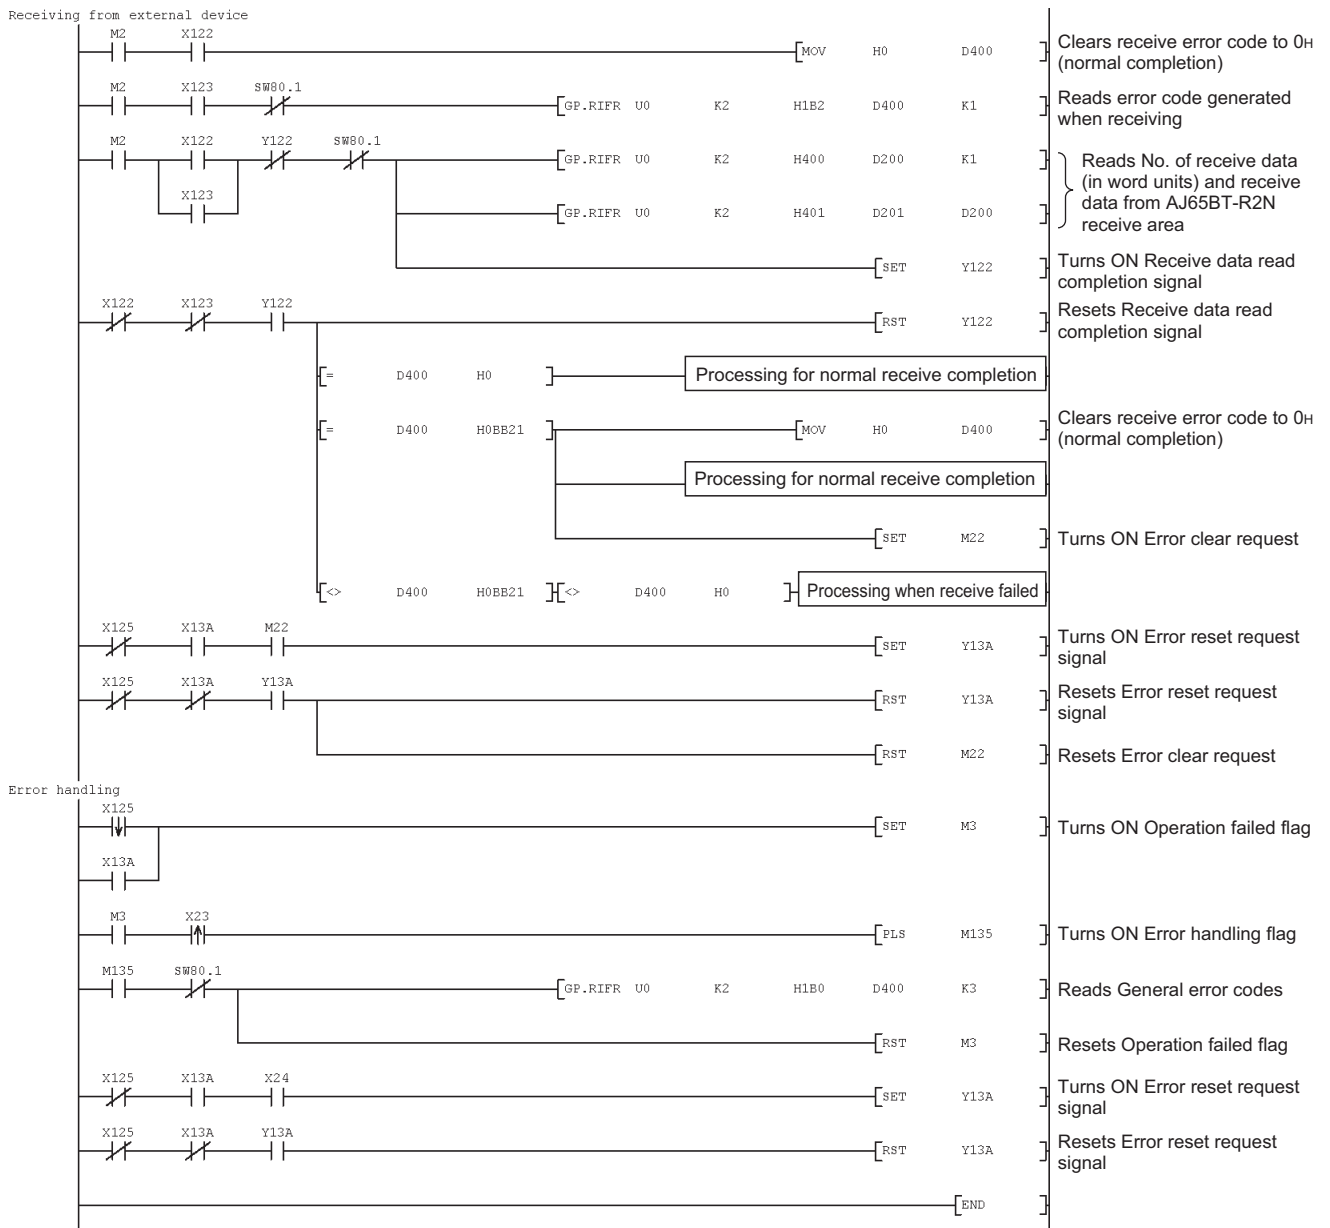 Receiving from external device
M2 X122
MOV H0 D400
Clears receive error code to 0H
(normal completion)
M2 X123 SW80.1
GP.RIFR U0 K2 H1B2 D400 K1
Reads error code generated
when receiving
M2 X122 Y122 SW80.1
GP.RIFR U0 K2 H400 D200 K1
X123
GP.RIFR U0 K2 H401 D201 D200
Reads No. of receive data
(in word units) and receive
data from AJ65BT-R2N
receive area
SET Y122
Turns ON Receive data read
completion signal
X122 X123 Y122
RST Y122
Resets Receive data read
completion signal
= D400 H0
Processing for normal receive completion
= D400 H0BB21
MOV H0 D400
Clears receive error code to 0H
(normal completion)
Processing for normal receive completion
SET M22
Turns ON Error clear request
<> D400 H0BB21 <> D400 H0
Processing when receive failed
X125 X13A M22
SET Y13A
Turns ON Error reset request
signal
X125 X13A Y13A
RST Y13A
Resets Error reset request
signal
RST M22
Resets Error clear request
Error handling
X125
SET M3
Turns ON Operation failed flag
X13A
M3 X23
PLS M135
Turns ON Error handling flag
M135 SW80.1
GP.RIFR U0 K2 H1B0 D400 K3
Reads General error codes
RST M3
Resets Operation failed flag
X125 X13A X24
SET Y13A
Turns ON Error reset request
signal
X125 X13A Y13A
RST Y13A
Resets Error reset request
signal
END